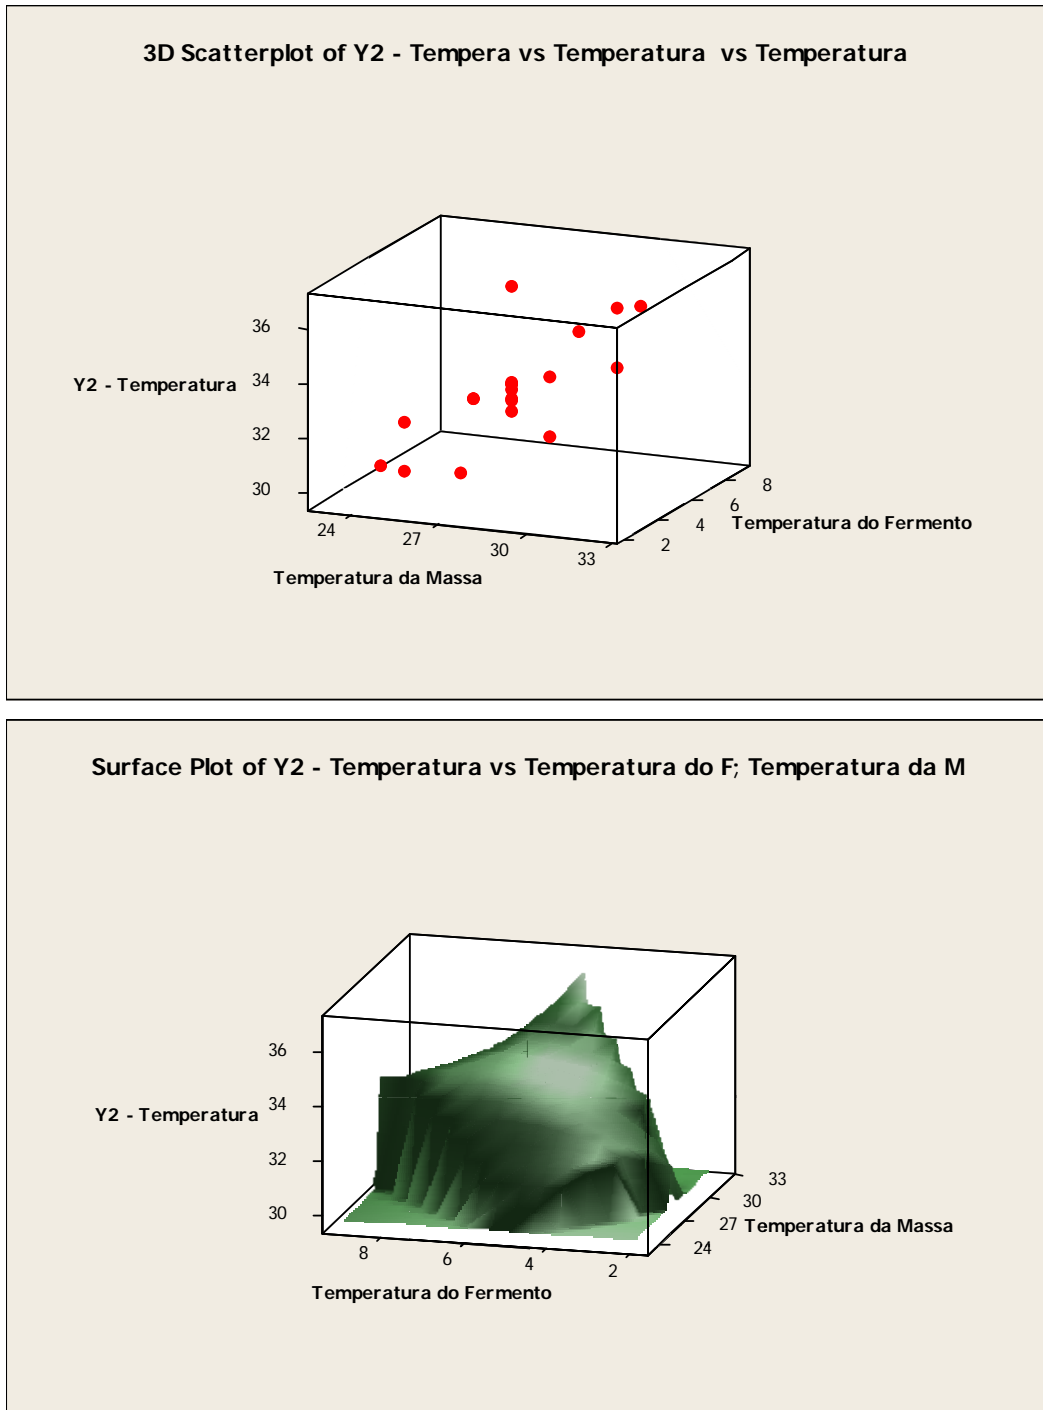 3D Scatterplot of Y2 - Tempera vs Temperatura vs Temperatura
36
Y2 - Temperatura 34
32
30
24
27
30
33
2
4
6
8
Temperatura do Fermento
Temperatura da Massa
Surface Plot of Y2 - Temperatura vs Temperatura do F; Temperatura da M
36
Y2 - Temperatura 34
32
30
8
6
4
2
24
27
30
33
Temperatura da Massa
Temperatura do Fermento